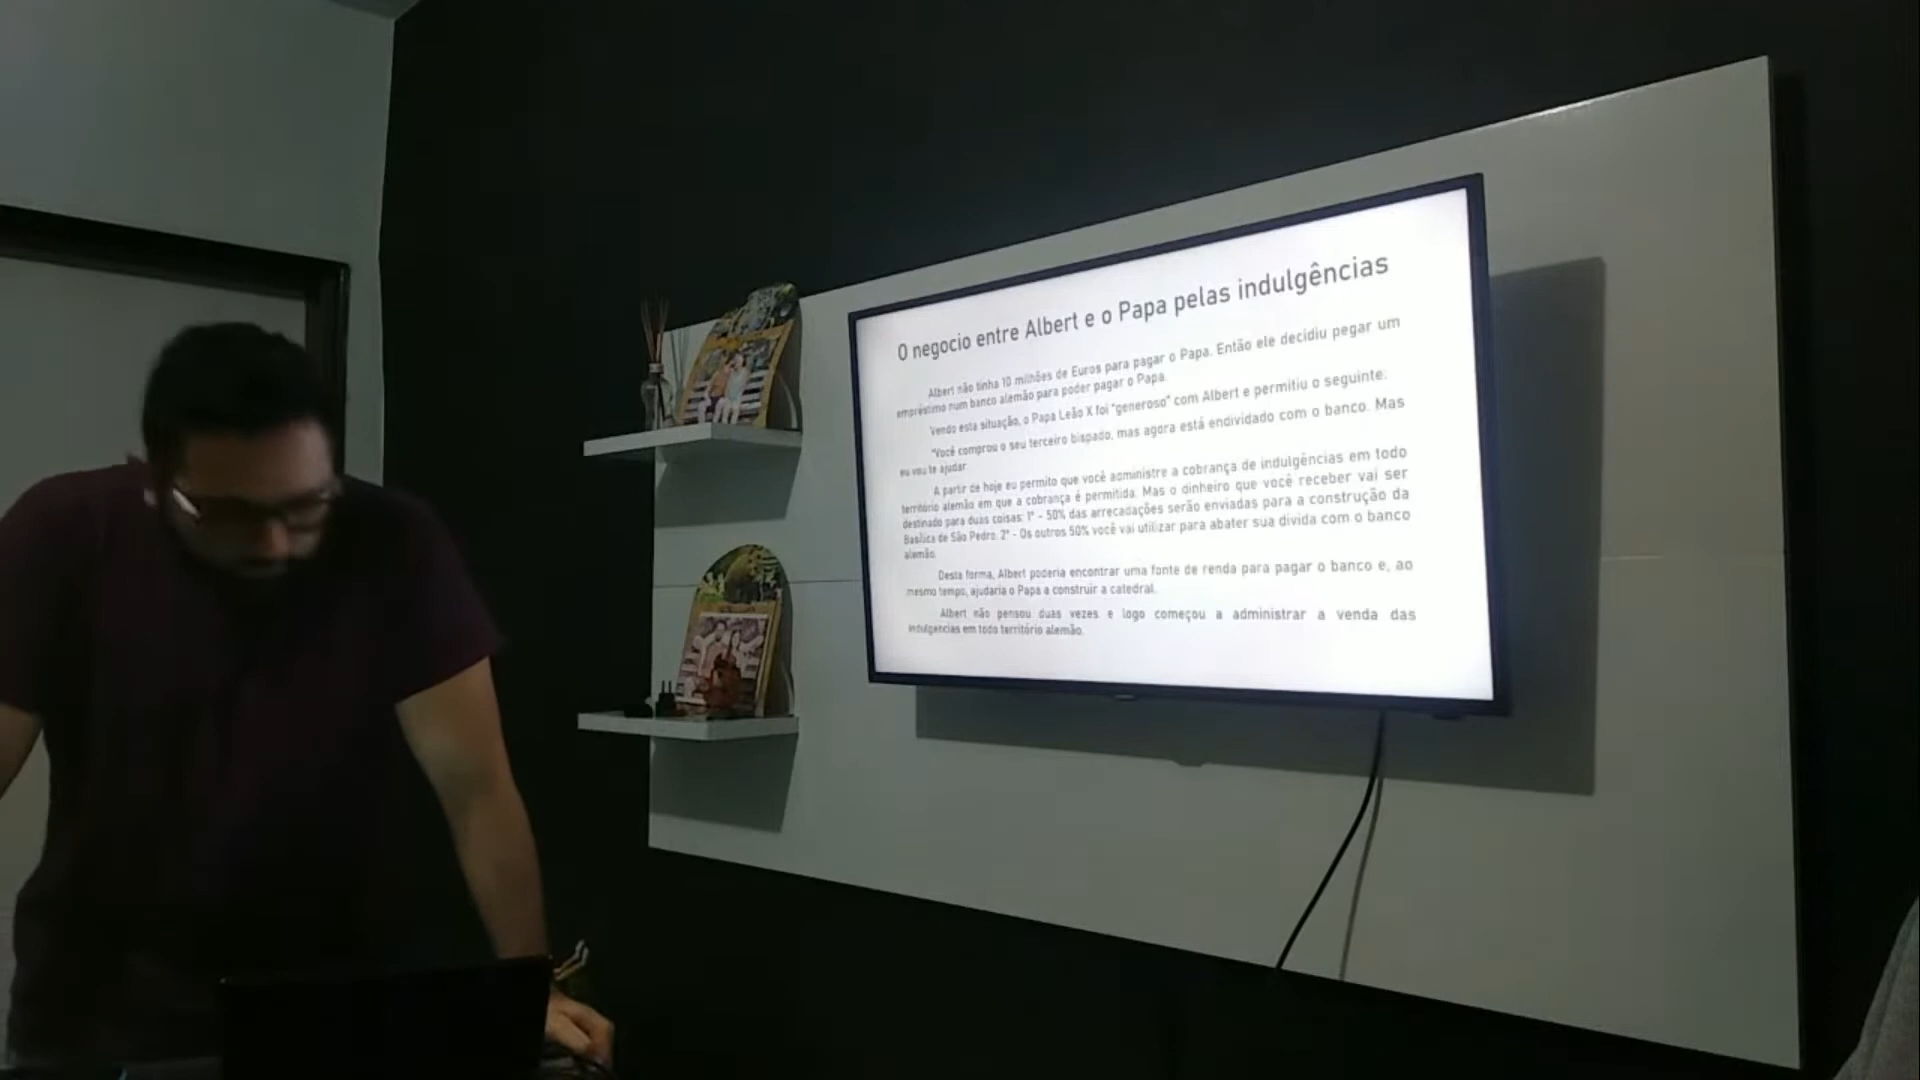 O negocio entre Albert e o Papa pelas indulgências
Albert não tinha 10 milhões de Euros para pagar o Papa. Então ele decidiu pegar um
empréstimo num banco alemão para poder pagar o Papa.
Vendo esta situação, o Papa Leão X foi "generoso" com Albert e permitiu o seguinte:
"Você comprou o seu terceiro bispado, mas agora está endividado com o banco. Mas
eu vou te ajudar.
A partir de hoje eu permito que você administre a cobrança de indulgências em todo
território alemão em que a cobrança é permitida. Mas o dinheiro que você receber vai ser
destinado para duas coisas: 1° - 50% das arrecadações serão enviadas para a construção da
Basílica de São Pedro. 2° - Os outros 50% você vai utilizar para abater sua divida com o banco
alemão.
Desta forma, Albert poderia encontrar uma fonte de renda para pagar o banco e, ao
mesmo tempo, ajudaria o Papa a construir a catedral.
Albert não pensou duas vezes e logo começou a administrar a venda das
indulgencias em todo território alemão.